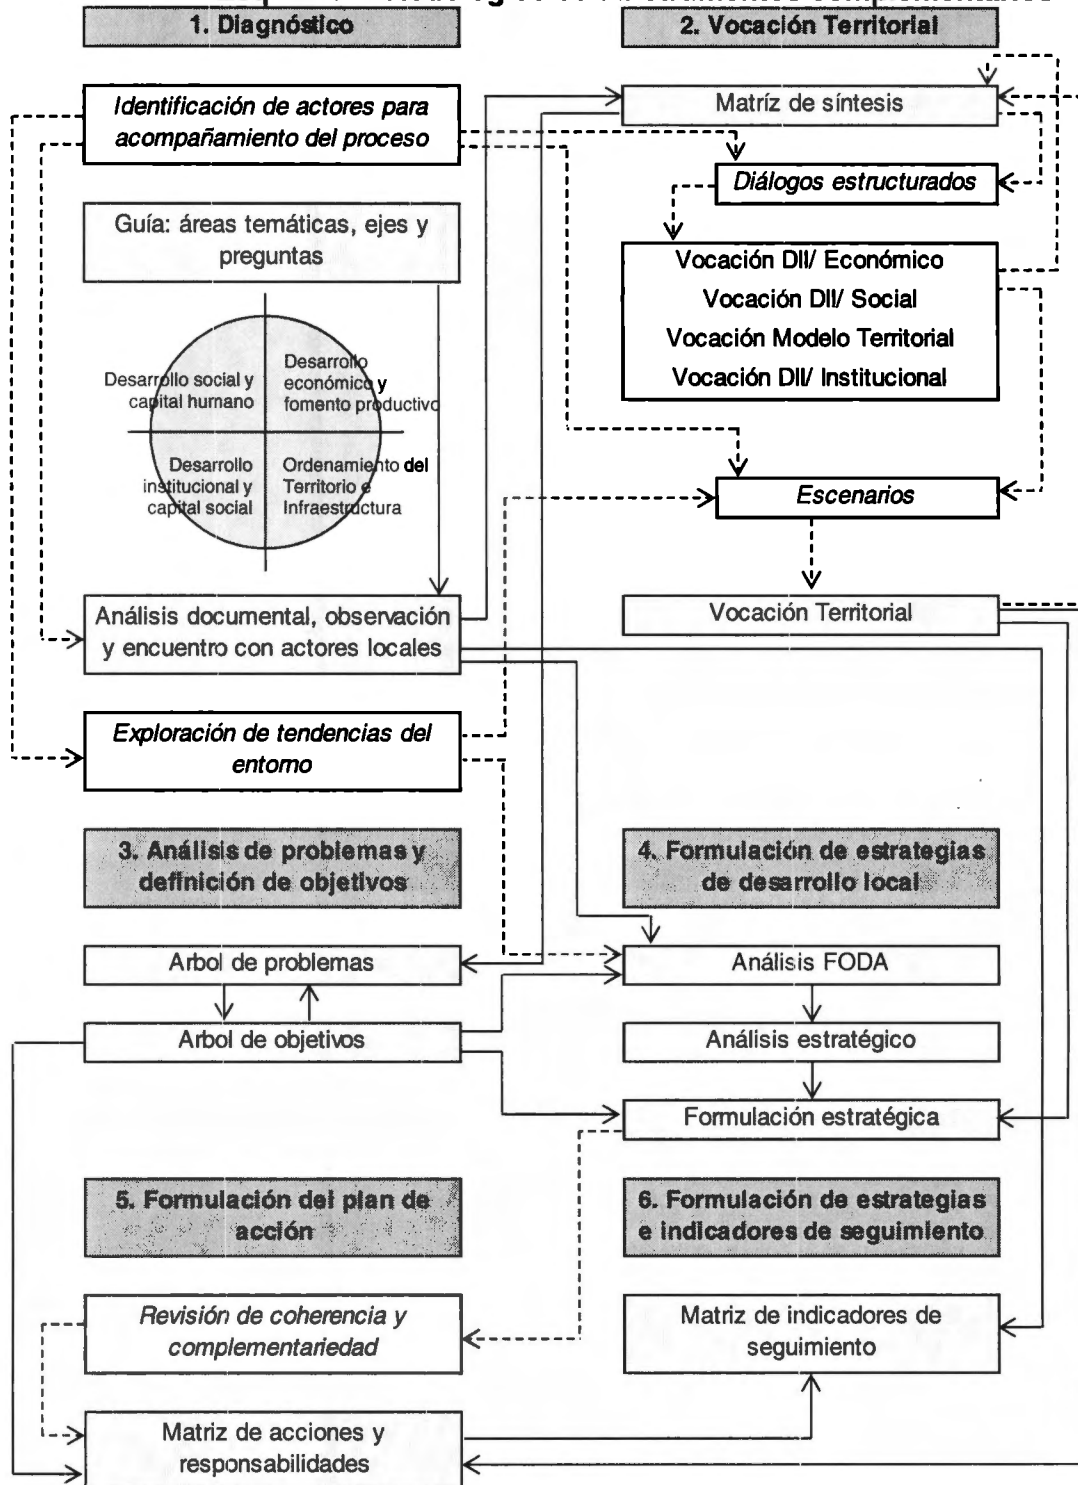 1. Diagnóstico
2. Vocación Territorial
Identificación de actores para
acompañamiento del proceso
Matríz de síntesis
Diálogos estructurados
Guía: áreas temáticas, ejes y
preguntas
Vocación Dll/ Económico
Vocación Dll/ Social
Vocación Modelo Territorial
Vocación Dll/ Institucional
Desarrollo social y
capital humano
Desarrollo
económico y
fomento productivo
Desarrollo
institucional y
capital social
Ordenamiento del
Territorio e
Infraestructura
Escenarios
Análisis documental, observación
y encuentro con actores locales
Vocación Territorial
Exploración de tendencias del
entorno
3. Análisis de problemas y
definición de objetivos
4. Formulación de estrategias
de desarrollo local
Arbol de problemas
Análisis FODA
Arbol de objetivos
Análisis estratégico
Formulación estratégica
5. Formulación del plan de
acción
6. Formulación de estrategias
e indicadores de seguimiento
Revisión de coherencia y
complementariedad
Matriz de indicadores de
seguimiento
Matriz de acciones y
responsabilidades